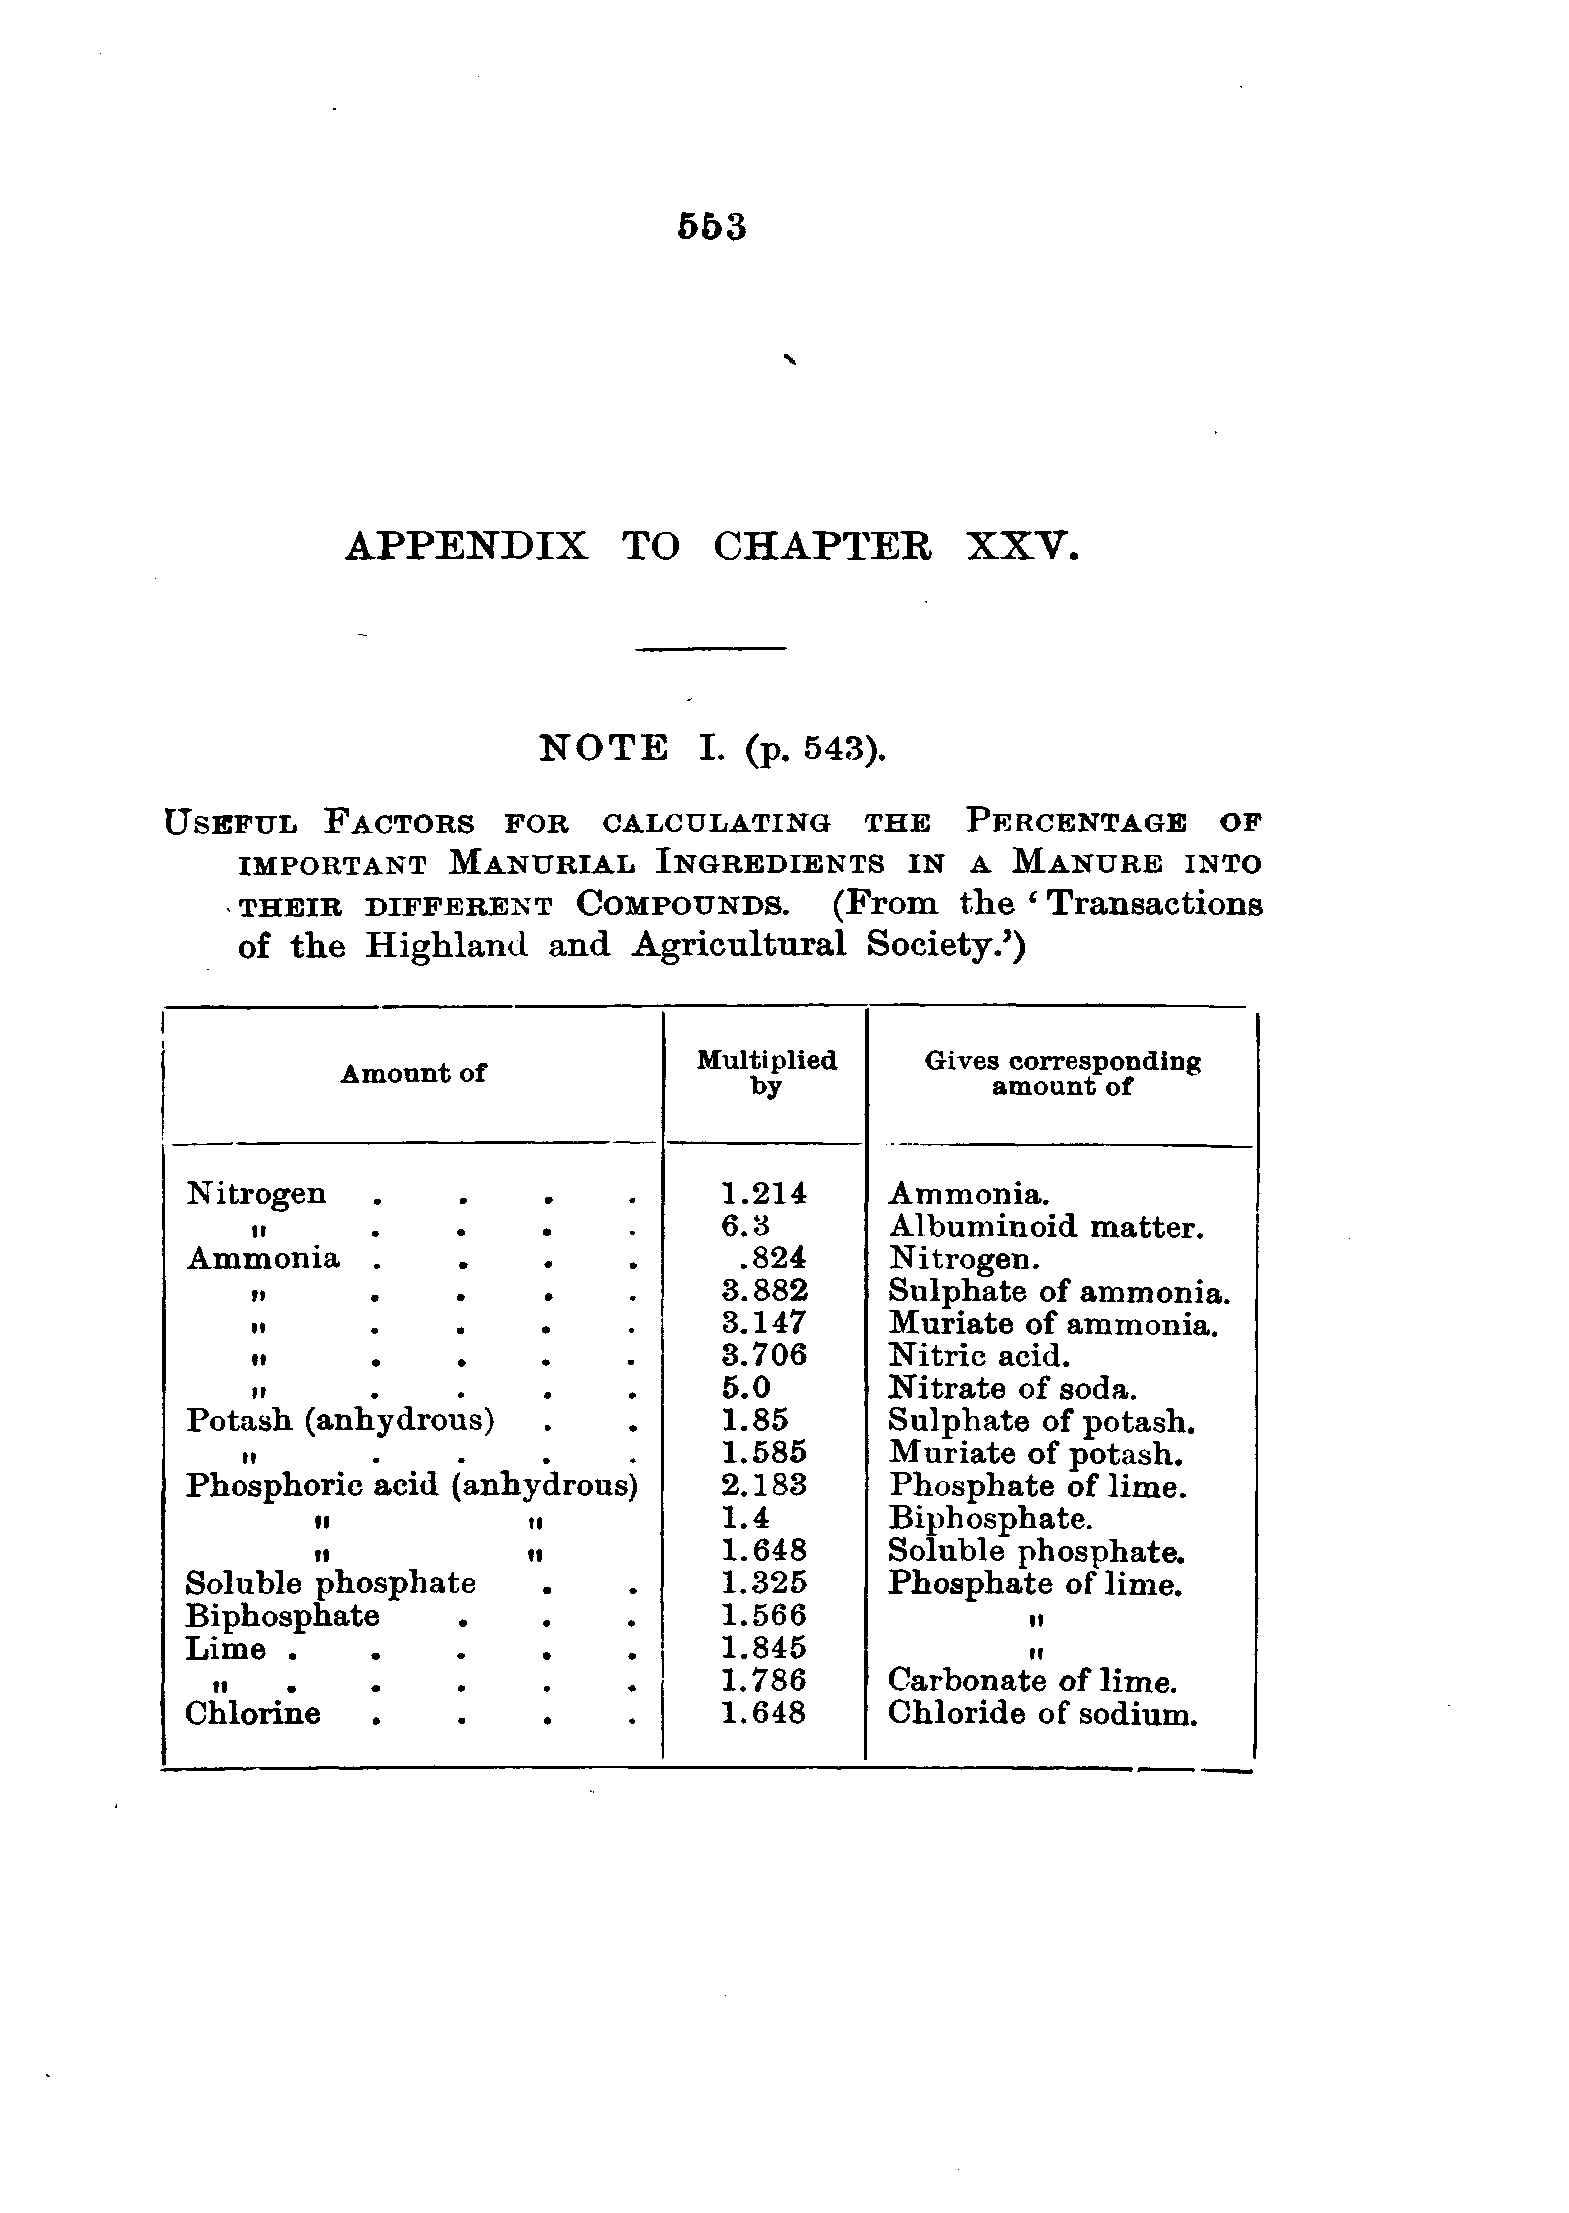 553
APPENDIX TO CHAPTER XXV.
NOTE I. (p. 543).
USEFUL FACTORS FOR CALCULATING THE PERCENTAGE OF
IMPORTANT MANURIAL INGREDIENTS IN A MANURE INTO
THEIR DIFFERENT COMPOUNDS. (From the ‘Transactions
of the Highland and Agricultural Society.’)
Amount of | Multiplied by | Gives corresponding amount of
Nitrogen . . . . 1.214 Ammonia.
" . . . . 6.3 Albuminoid matter.
Ammonia . . . . .824 Nitrogen.
" . . . . 3.882 Sulphate of ammonia.
" . . . . 3.147 Muriate of ammonia.
" . . . . 3.706 Nitric acid.
" . . . . 5.0 Nitrate of soda.
Potash (anhydrous) . . 1.85 Sulphate of potash.
" . . . . 1.585 Muriate of potash.
Phosphoric acid (anhydrous) 2.183 Phosphate of lime.
" " 1.4 Biphosphate.
" " 1.648 Soluble phosphate.
Soluble phosphate . . 1.325 Phosphate of lime.
Biphosphate . . . 1.566 "
Lime . . . . . 1.845 "
" . . . . . 1.786 Carbonate of lime.
Chlorine . . . . 1.648 Chloride of sodium.